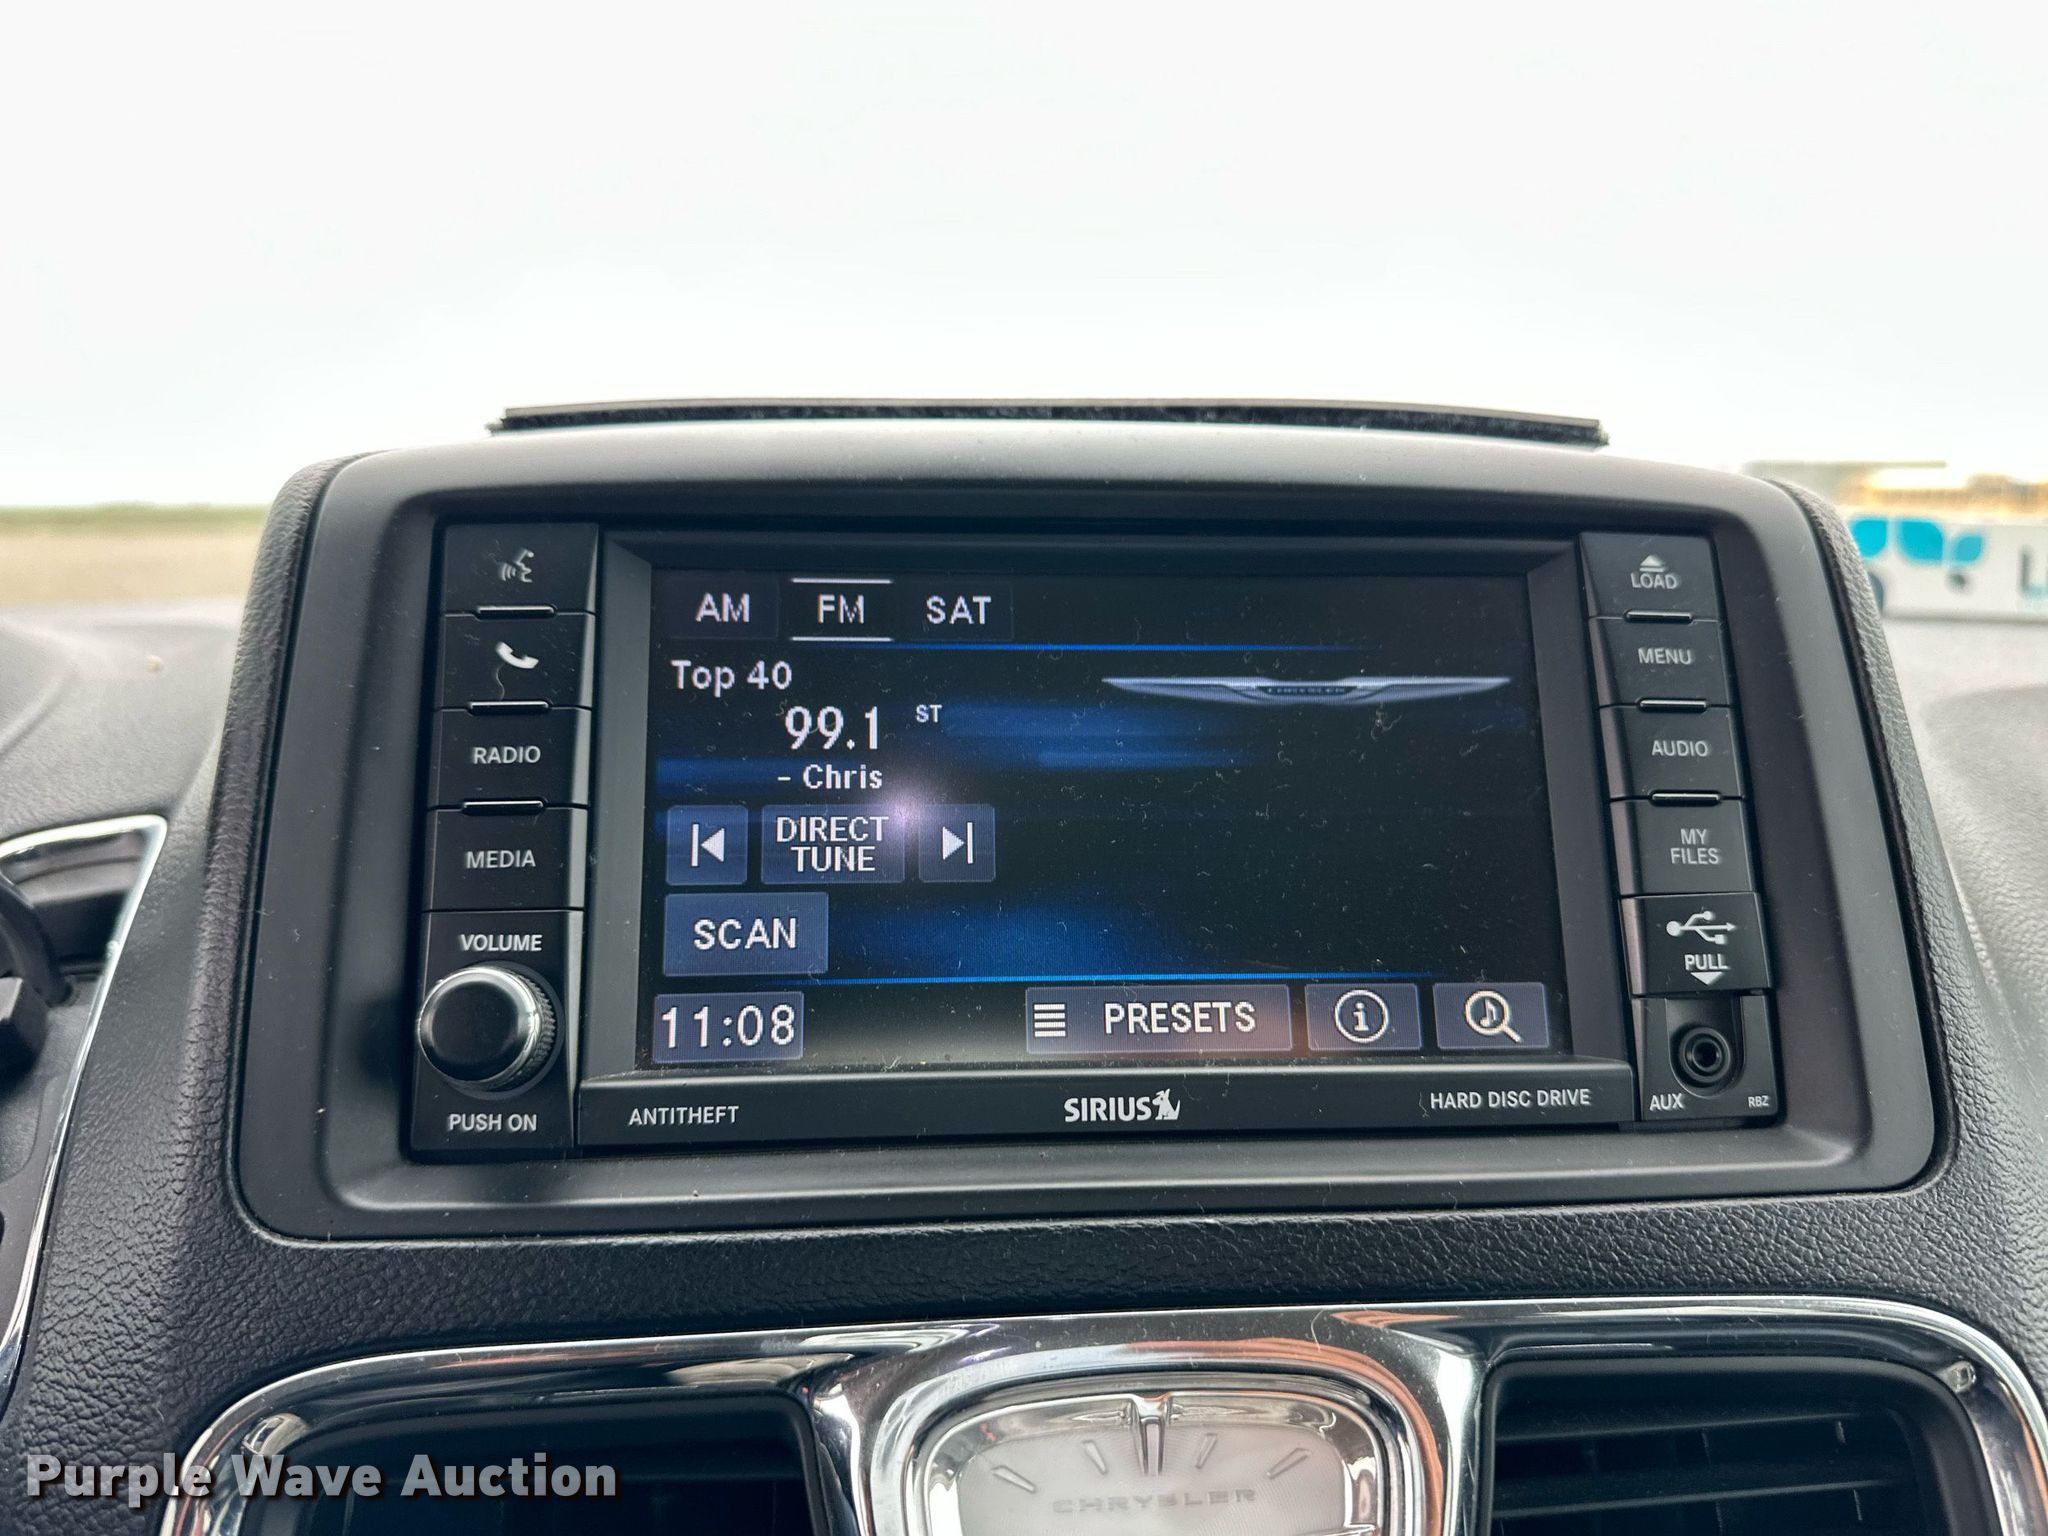 LOAD
AM FM SAT
MENU
Top 40
CHRYSLER
99.1 ST
RADIO
AUDIO
- Chris
DIRECT
TUNE
MEDIA
MY
FILES
SCAN
VOLUME
PULL
11:08
PRESETS
PUSH ON
ANTITHEFT
SIRIUS
HARD DISC DRIVE
AUX
RBZ
CHRYSLER
Purple Wave Auction